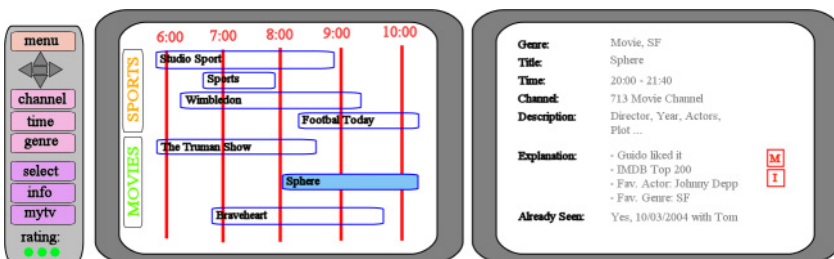 menu
channel
time
genre
select
info
mytv
rating:
6:00 7:00 8:00 9:00 10:00
SPORTS
Studio Sport
Sports
Wimbledon
Footbal Today
MOVIES
The Truman Show
Sphere
Braveheart
Genre: Movie, SF
Title: Sphere
Time: 20:00 - 21:40
Channel: 713 Movie Channel
Description: Director, Year, Actors,
Plot ...
Explanation: - Guido liked it M
- IMDB Top 200
- Fav. Actor: Johnny Depp I
- Fav. Genre: SF
Already Seen: Yes, 10/03/2004 with Tom